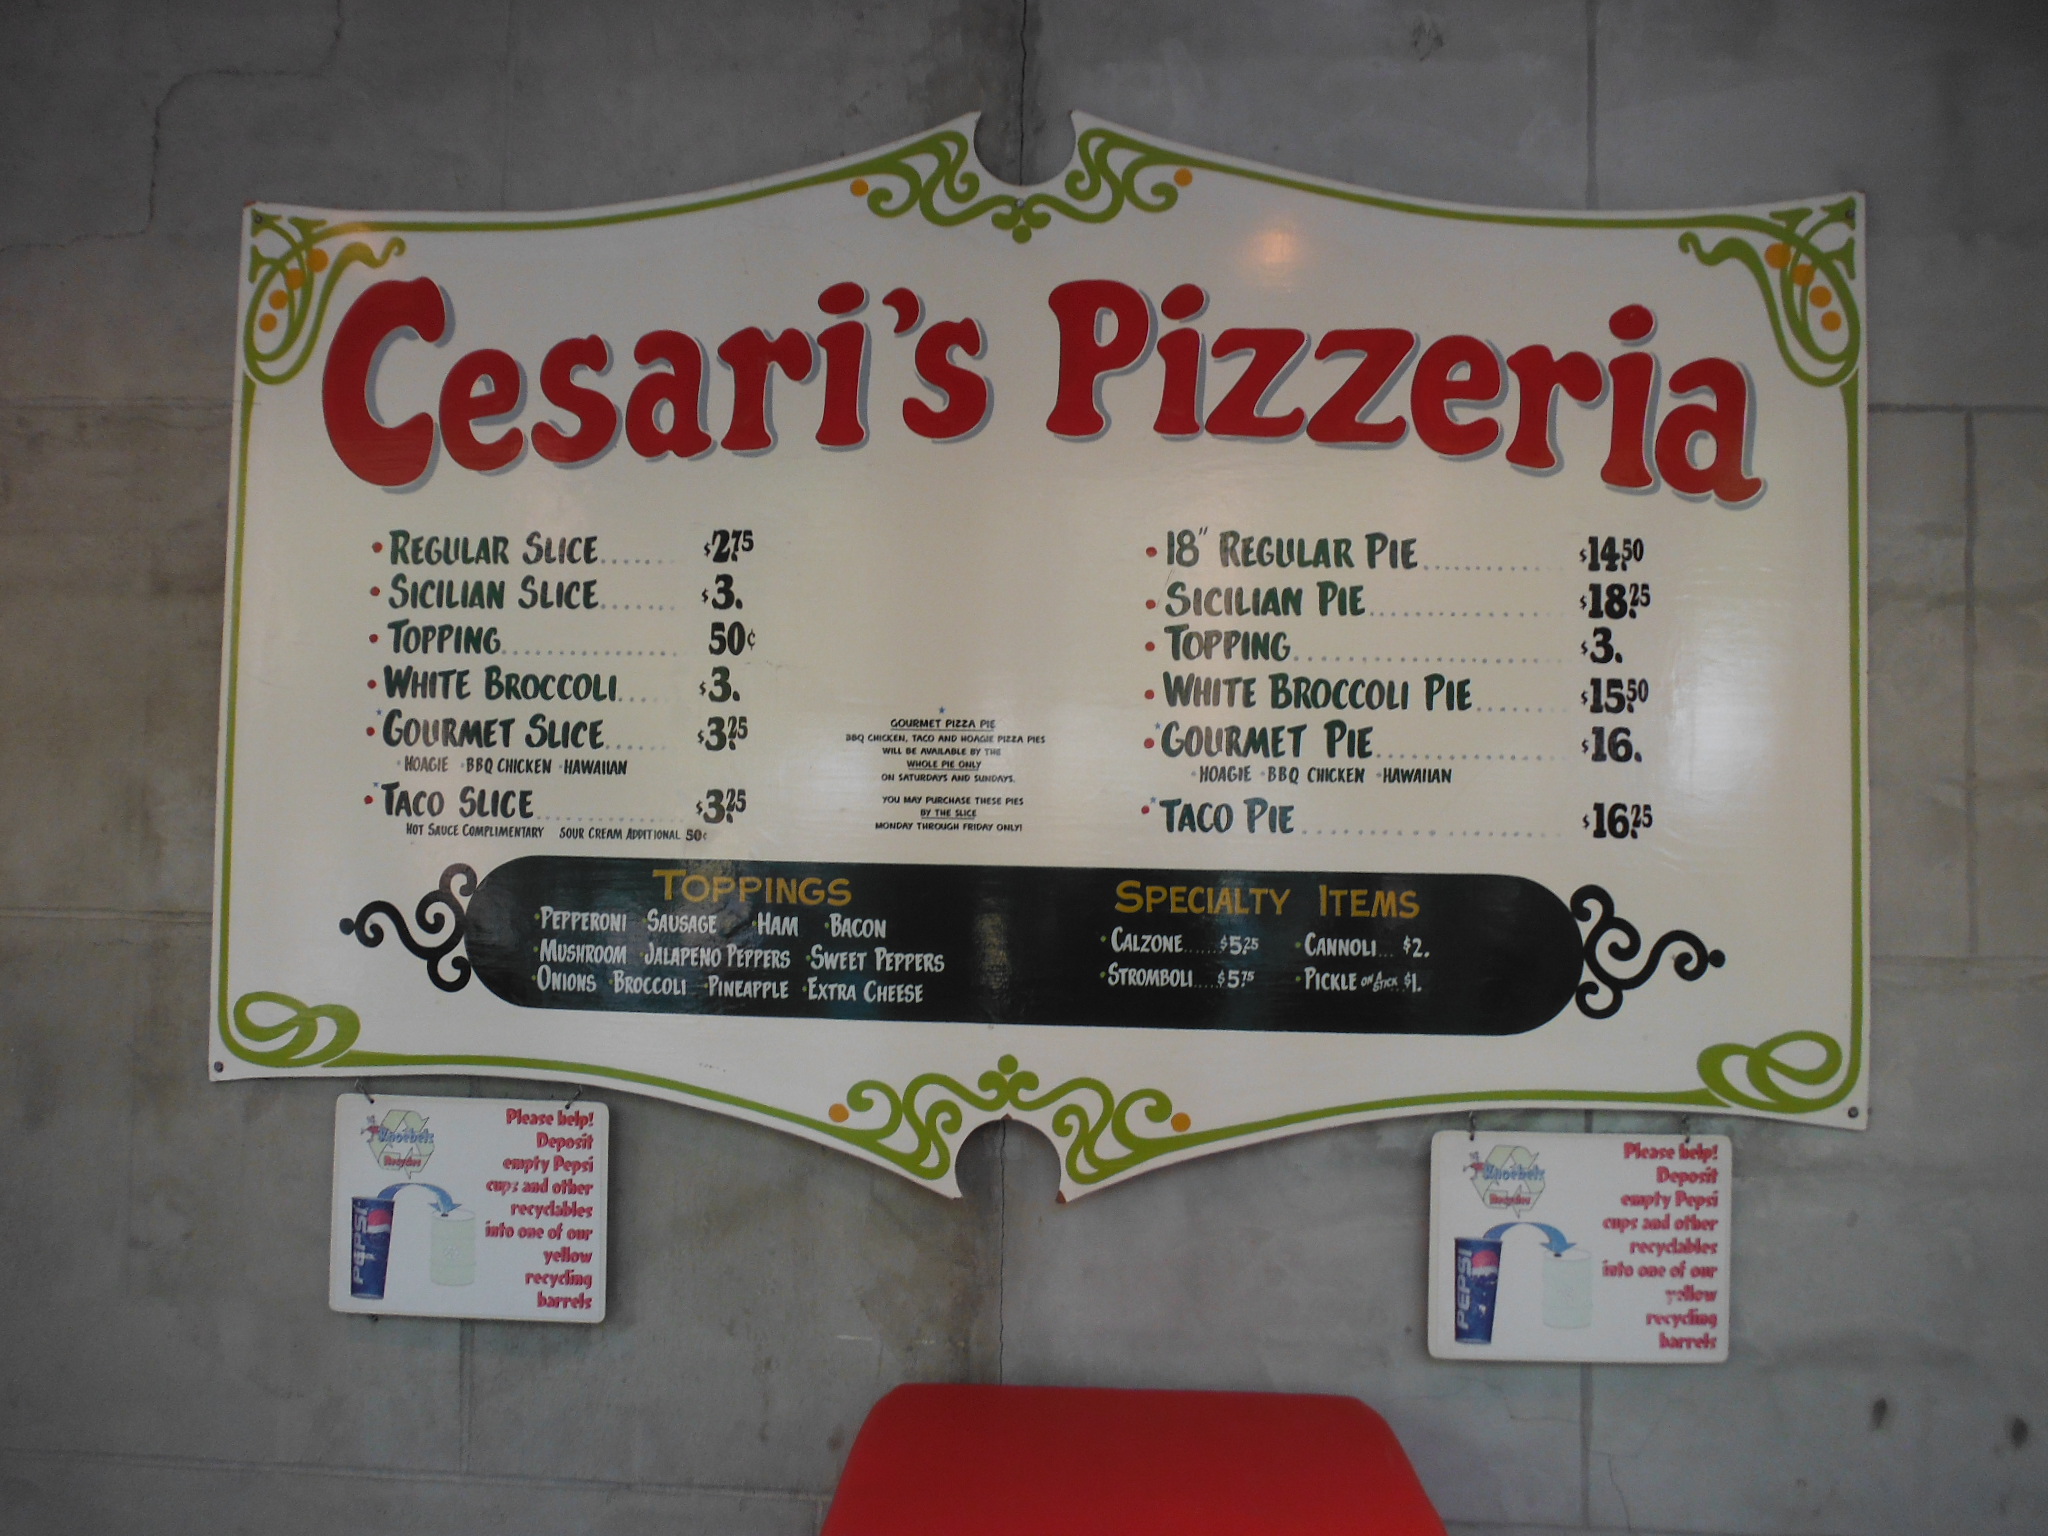 Cesari's Pizzeria
• REGULAR SLICE...... $2.75
• SICILIAN SLICE....... $3.
• TOPPING................ 50¢
• WHITE BROCCOLI.... $3.
*• GOURMET SLICE...... $3.25
• HOAGIE • BBQ CHICKEN • HAWAIIAN
*• TACO SLICE............ $3.25
HOT SAUCE COMPLIMENTARY SOUR CREAM ADDITIONAL 50¢
*
GOURMET PIZZA PIE
BBQ CHICKEN, TACO AND HOAGIE PIZZA PIES
WILL BE AVAILABLE BY THE
WHOLE PIE ONLY
ON SATURDAYS AND SUNDAYS.
YOU MAY PURCHASE THESE PIES
BY THE SLICE
MONDAY THROUGH FRIDAY ONLY!
• 18" REGULAR PIE............ $14.50
• SICILIAN PIE................ $18.25
• TOPPING...................... $3.
• WHITE BROCCOLI PIE....... $15.50
*• GOURMET PIE................ $16.
• HOAGIE • BBQ CHICKEN • HAWAIIAN
*• TACO PIE...................... $16.25
TOPPINGS
• PEPPERONI • SAUSAGE • HAM • BACON
• MUSHROOM • JALAPENO PEPPERS • SWEET PEPPERS
• ONIONS • BROCCOLI • PINEAPPLE • EXTRA CHEESE
SPECIALTY ITEMS
• CALZONE......$5.25 • CANNOLI... $2.
• STROMBOLI....$5.75 • PICKLE ON A STICK $1.
Knoebels
Recycles
PEPSI
Please help!
Deposit
empty Pepsi
cups and other
recyclables
into one of our
yellow
recycling
barrels
Knoebels
Recycles
PEPSI
Please help!
Deposit
empty Pepsi
cups and other
recyclables
into one of our
yellow
recycling
barrels